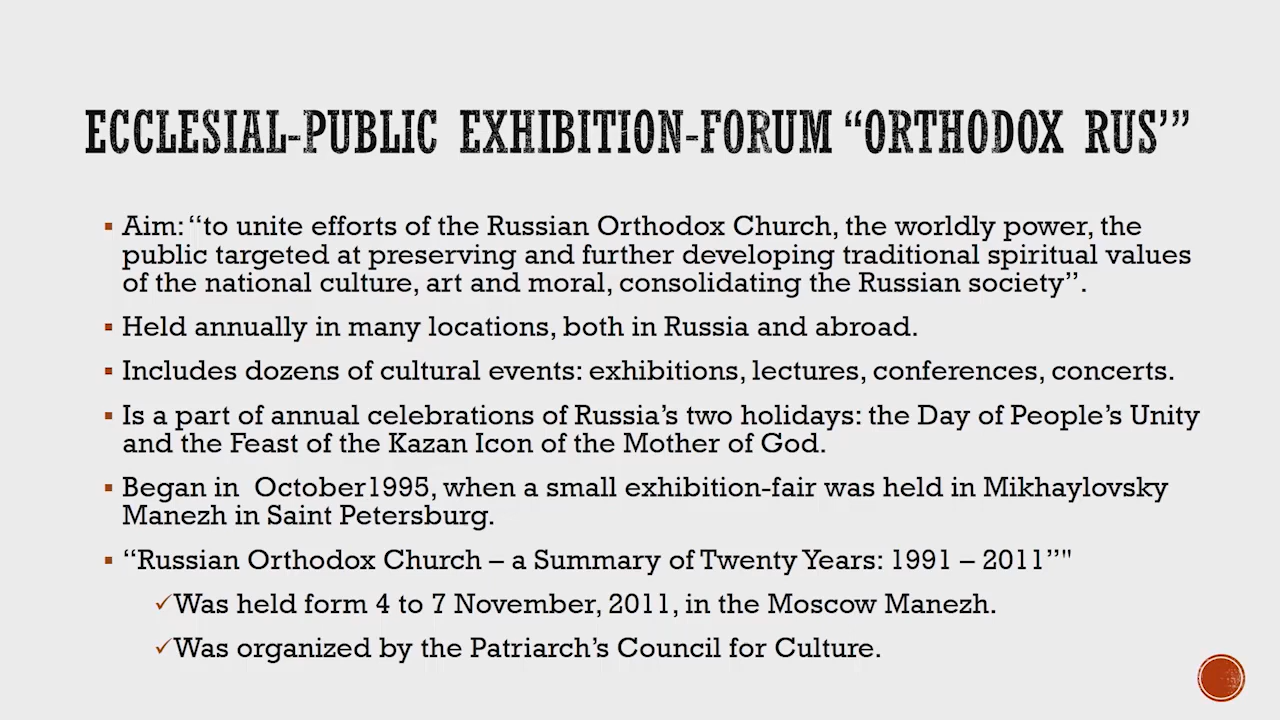 ECCLESIAL-PUBLIC EXHIBITION-FORUM “ORTHODOX RUS’”
▪ Aim: “to unite efforts of the Russian Orthodox Church, the worldly power, the
public targeted at preserving and further developing traditional spiritual values
of the national culture, art and moral, consolidating the Russian society”.
▪ Held annually in many locations, both in Russia and abroad.
▪ Includes dozens of cultural events: exhibitions, lectures, conferences, concerts.
▪ Is a part of annual celebrations of Russia’s two holidays: the Day of People’s Unity
and the Feast of the Kazan Icon of the Mother of God.
▪ Began in  October1995, when a small exhibition-fair was held in Mikhaylovsky
Manezh in Saint Petersburg.
▪ “Russian Orthodox Church – a Summary of Twenty Years: 1991 – 2011”"
✓Was held form 4 to 7 November, 2011, in the Moscow Manezh.
✓Was organized by the Patriarch’s Council for Culture.